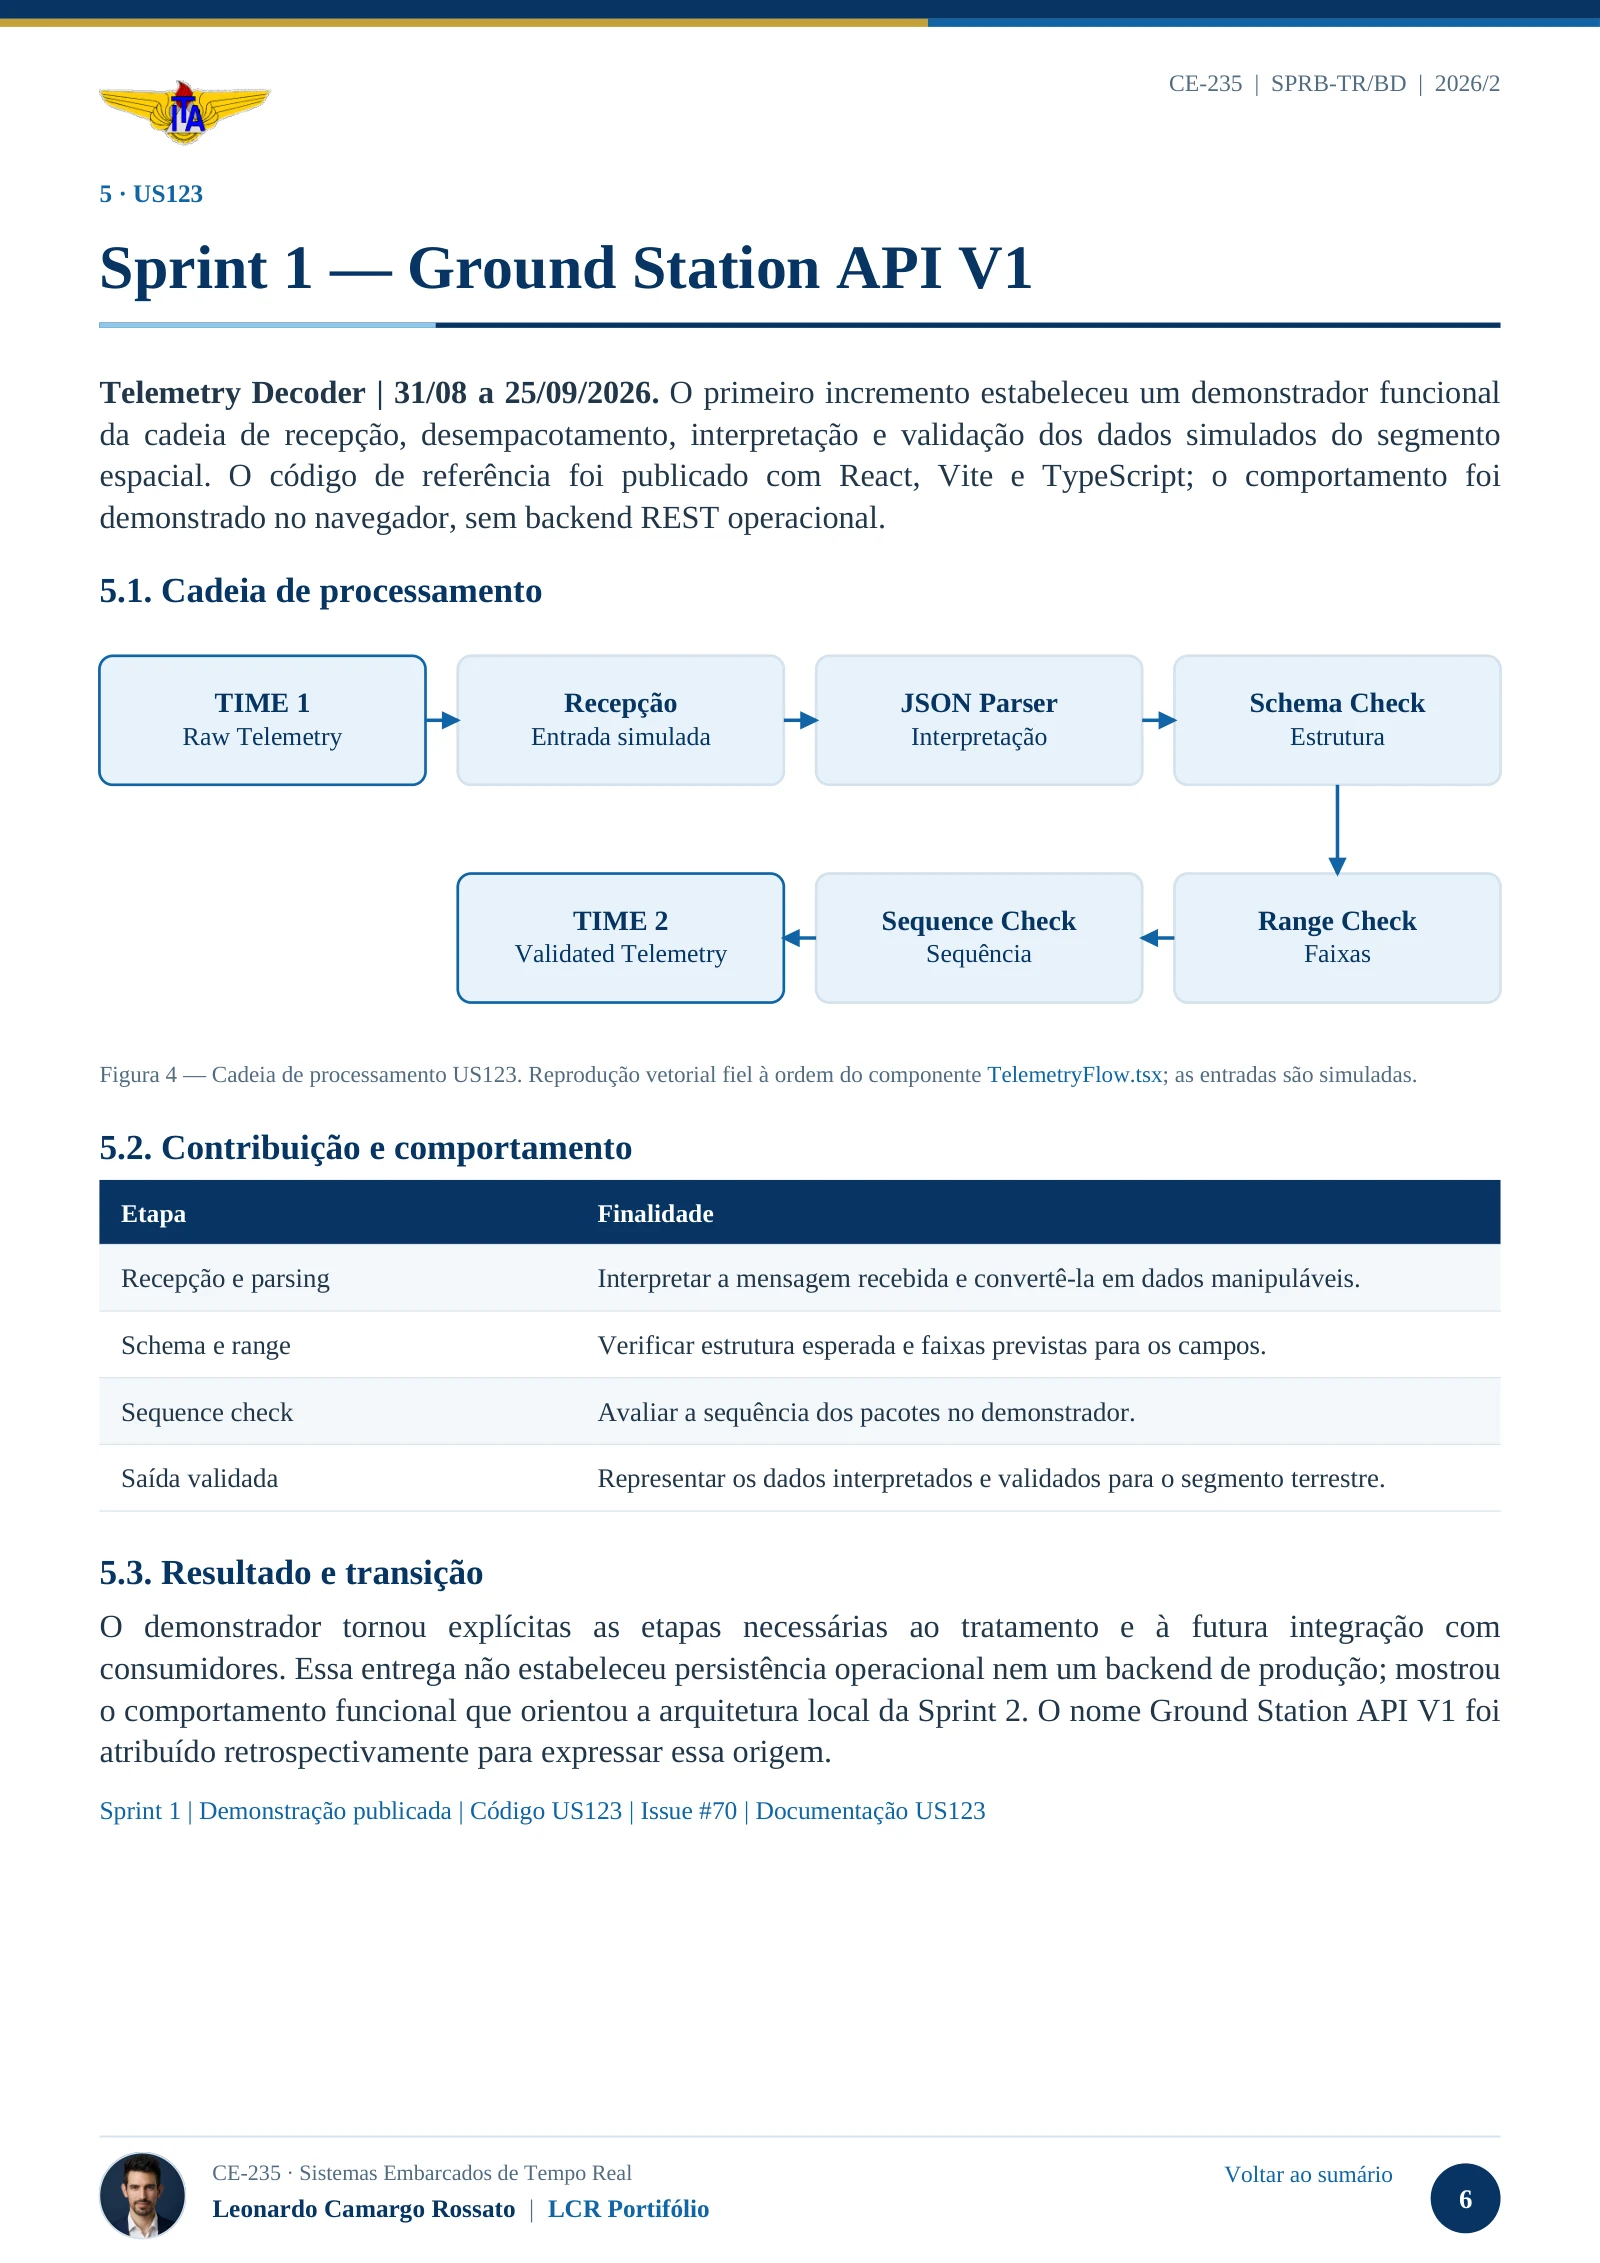 CE-235 | SPRB-TR/BD | 2026/2
ITA
5 · US123
Sprint 1 — Ground Station API V1
Telemetry Decoder | 31/08 a 25/09/2026. O primeiro incremento estabeleceu um demonstrador funcional
da cadeia de recepção, desempacotamento, interpretação e validação dos dados simulados do segmento
espacial. O código de referência foi publicado com React, Vite e TypeScript; o comportamento foi
demonstrado no navegador, sem backend REST operacional.
5.1. Cadeia de processamento
TIME 1
Raw Telemetry
Recepção
Entrada simulada
JSON Parser
Interpretação
Schema Check
Estrutura
TIME 2
Validated Telemetry
Sequence Check
Sequência
Range Check
Faixas
Figura 4 — Cadeia de processamento US123. Reprodução vetorial fiel à ordem do componente TelemetryFlow.tsx; as entradas são simuladas.
5.2. Contribuição e comportamento
Etapa Finalidade
Recepção e parsing Interpretar a mensagem recebida e convertê-la em dados manipuláveis.
Schema e range Verificar estrutura esperada e faixas previstas para os campos.
Sequence check Avaliar a sequência dos pacotes no demonstrador.
Saída validada Representar os dados interpretados e validados para o segmento terrestre.
5.3. Resultado e transição
O demonstrador tornou explícitas as etapas necessárias ao tratamento e à futura integração com
consumidores. Essa entrega não estabeleceu persistência operacional nem um backend de produção; mostrou
o comportamento funcional que orientou a arquitetura local da Sprint 2. O nome Ground Station API V1 foi
atribuído retrospectivamente para expressar essa origem.
Sprint 1 | Demonstração publicada | Código US123 | Issue #70 | Documentação US123
CE-235 · Sistemas Embarcados de Tempo Real
Leonardo Camargo Rossato | LCR Portifólio
Voltar ao sumário
6